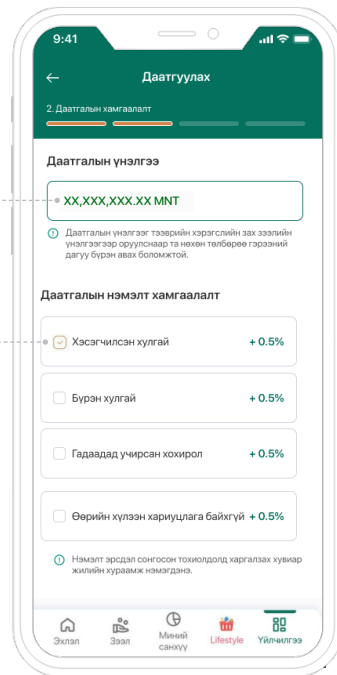 9:41
Даатгуулах
2. Даатгалын хамгаалалт
Даатгалын үнэлгээ
XX,XXX,XXX.XX MNT
Даатгалын үнэлгээг тээврийн хэрэгслийн зах зээлийн
үнэлгээгээр оруулснаар та нөхөн төлбөрөө гэрээний
дагуу бүрэн авах боломжтой.
Даатгалын нэмэлт хамгаалалт
Хэсэгчилсэн хулгай + 0.5%
Бүрэн хулгай + 0.5%
Гадаадад учирсан хохирол + 0.5%
Өөрийн хүлээн хариуцлага байхгүй + 0.5%
Нэмэлт эрсдэл сонгосон тохиолдолд харгалзах хувиар
жилийн хураамж нэмэгдэнэ.
Эхлэл
Зээл
Миний
санхүү
Lifestyle
Үйлчилгээ